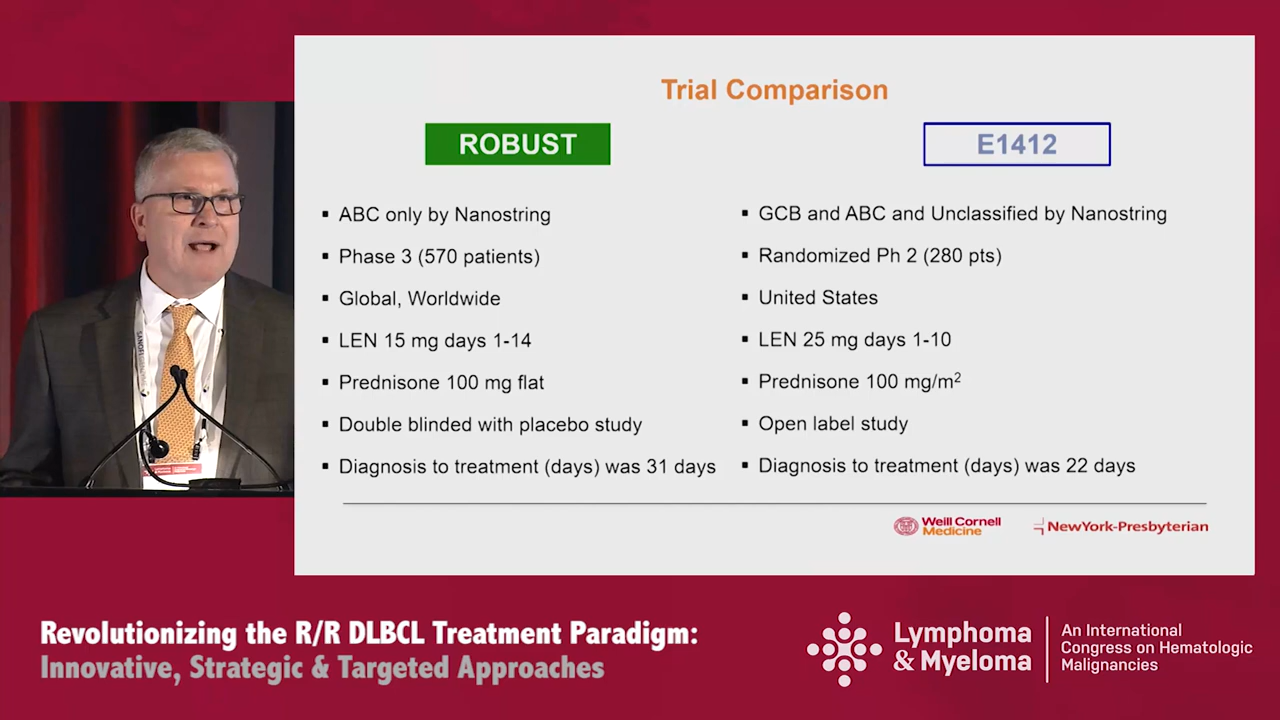 Trial Comparison
ROBUST
▪ ABC only by Nanostring
▪ Phase 3 (570 patients)
▪ Global, Worldwide
▪ LEN 15 mg days 1-14
▪ Prednisone 100 mg flat
▪ Double blinded with placebo study
▪ Diagnosis to treatment (days) was 31 days
E1412
▪ GCB and ABC and Unclassified by Nanostring
▪ Randomized Ph 2 (280 pts)
▪ United States
▪ LEN 25 mg days 1-10
▪ Prednisone 100 mg/m²
▪ Open label study
▪ Diagnosis to treatment (days) was 22 days
Weill Cornell
Medicine
NewYork-Presbyterian
SANOFI
Revolutionizing the R/R DLBCL Treatment Paradigm:
Innovative, Strategic & Targeted Approaches
Lymphoma
& Myeloma
An International
Congress on Hematologic
Malignancies